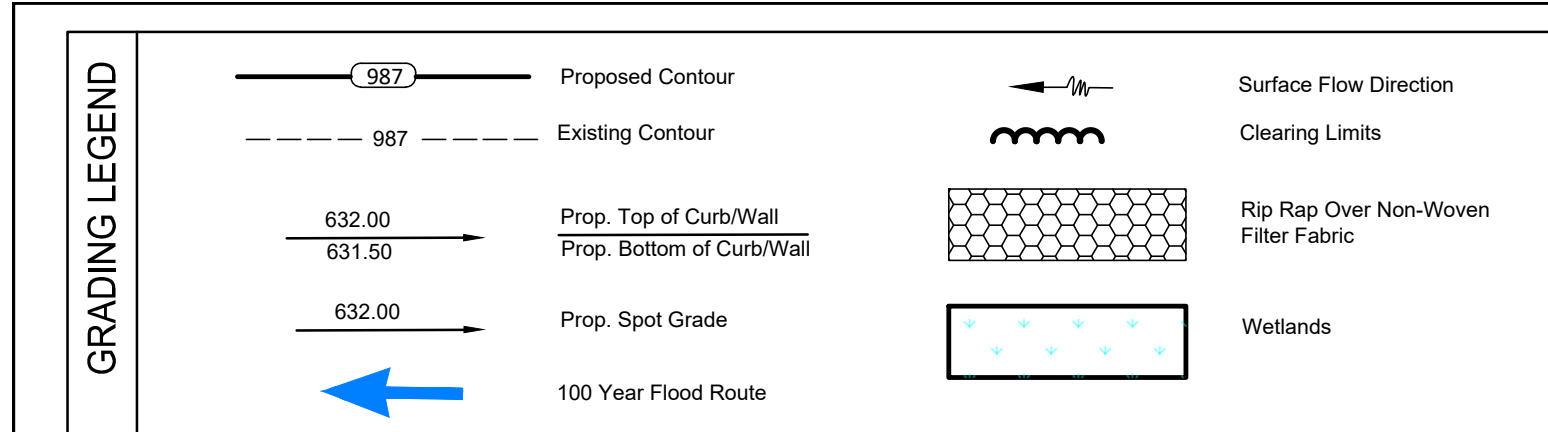 GRADING LEGEND
987
Proposed Contour
987
Existing Contour
632.00
631.50
Prop. Top of Curb/Wall
Prop. Bottom of Curb/Wall
632.00
Prop. Spot Grade
100 Year Flood Route
Surface Flow Direction
Clearing Limits
Rip Rap Over Non-Woven
Filter Fabric
Wetlands